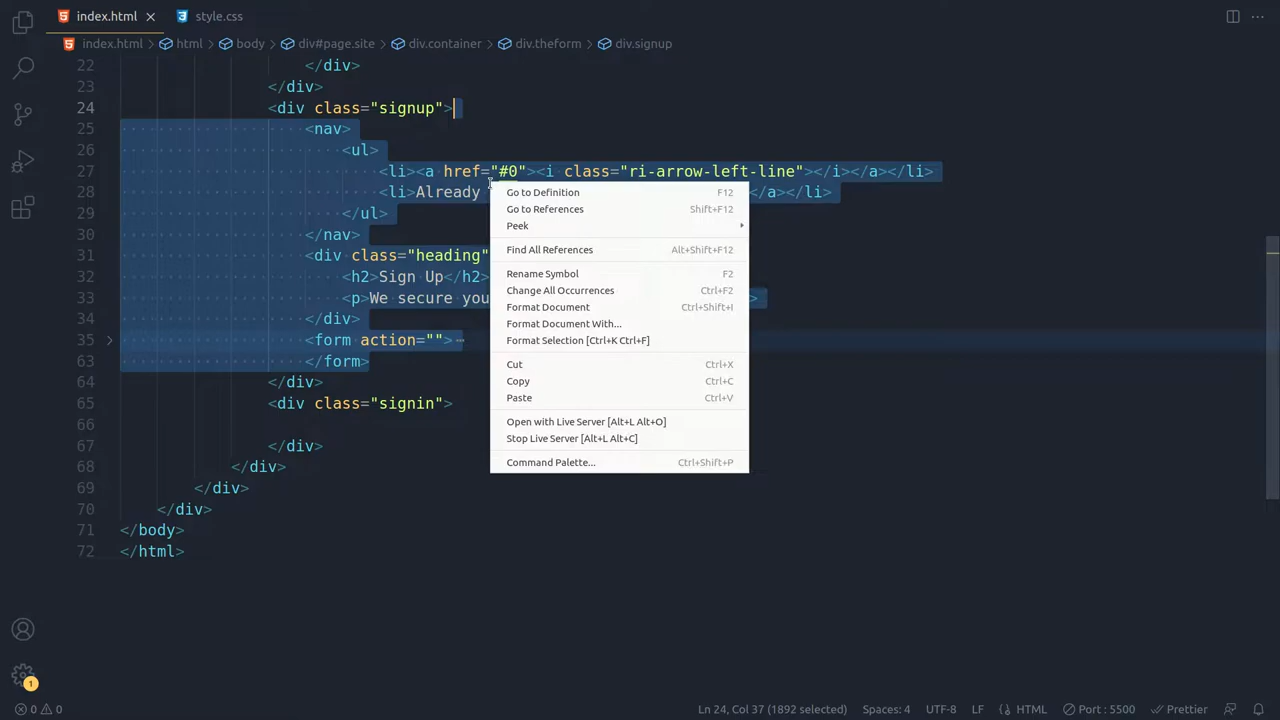 index.html
style.css
index.html html body div#page.site div.container div.theform div.signup
22 </div>
23 </div>
24 <div class="signup">
25 <nav>
26 <ul>
27 <li><a href="#0"><i class="ri-arrow-left-line"></i></a></li>
28 <li>Already </a></li>
29 </ul>
30 </nav>
31 <div class="heading"
32 <h2>Sign Up</h2>
33 <p>We secure you >
34 </div>
35 <form action="">
63 </form>
64 </div>
65 <div class="signin">
66
67 </div>
68 </div>
69 </div>
70 </div>
71 </body>
72 </html>
Go to Definition F12
Go to References Shift+F12
Peek
Find All References Alt+Shift+F12
Rename Symbol F2
Change All Occurrences Ctrl+F2
Format Document Ctrl+Shift+I
Format Document With...
Format Selection [Ctrl+K Ctrl+F]
Cut Ctrl+X
Copy Ctrl+C
Paste Ctrl+V
Open with Live Server [Alt+L Alt+O]
Stop Live Server [Alt+L Alt+C]
Command Palette... Ctrl+Shift+P
1
0 0 Ln 24, Col 37 (1892 selected) Spaces: 4 UTF-8 LF HTML Port : 5500 Prettier